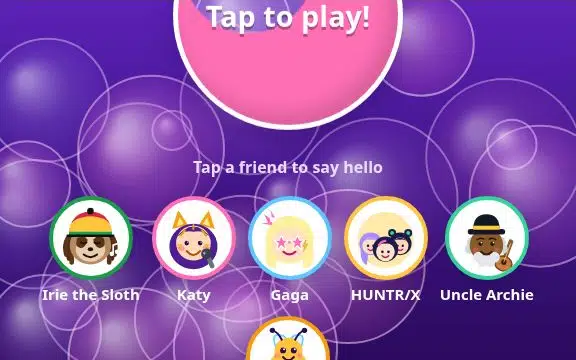 Tap to play!
Tap a friend to say hello
Irie the Sloth
Katy
Gaga
HUNTR/X
Uncle Archie